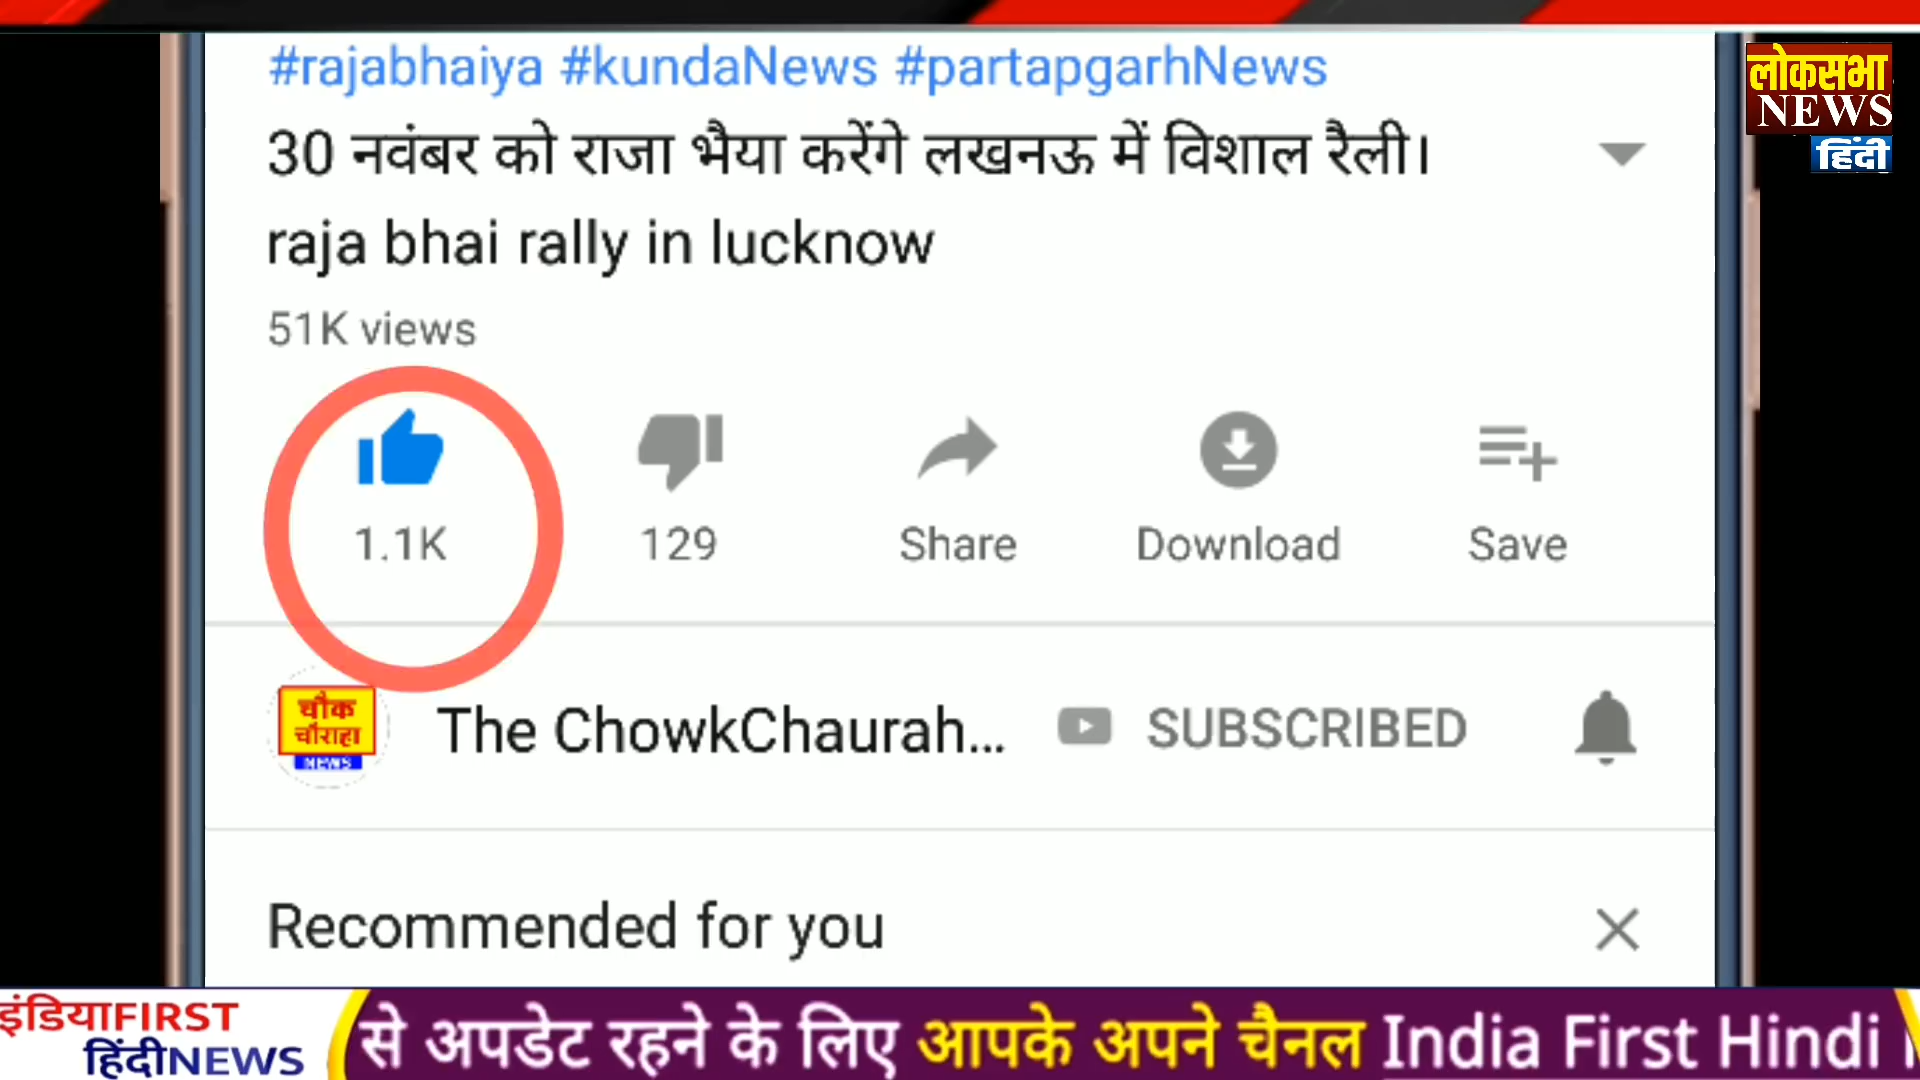 #rajabhaiya #kundaNews #partapgarhNews
30 नवंबर को राजा भैया करेंगे लखनऊ में विशाल रैली।
raja bhai rally in lucknow
51K views
1.1K
129
Share
Download
Save
चौक
चौराहा
NEWS
The ChowkChaurah...
SUBSCRIBED
Recommended for you
लोकसभा
NEWS
हिंदी
इंडियाFIRST
हिंदीNEWS
से अपडेट रहने के लिए आपके अपने चैनल India First Hindi